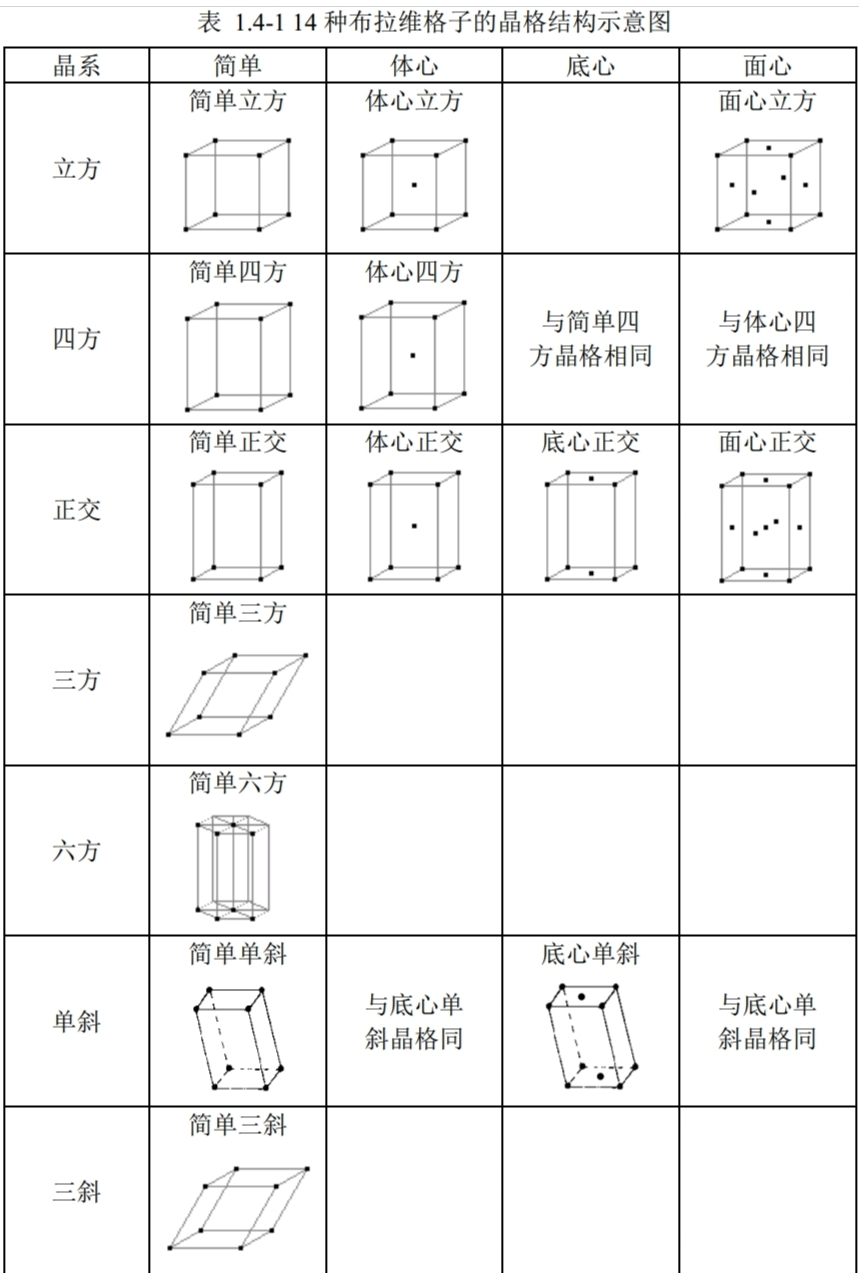 表 1.4-1 14 种布拉维格子的晶格结构示意图
晶系 简单 体心 底心 面心
立方
简单立方
体心立方
面心立方
四方
简单四方
体心四方
与简单四
方晶格相同
与体心四
方晶格相同
正交
简单正交
体心正交
底心正交
面心正交
三方
简单三方
六方
简单六方
单斜
简单单斜
与底心单
斜晶格同
底心单斜
与底心单
斜晶格同
三斜
简单三斜